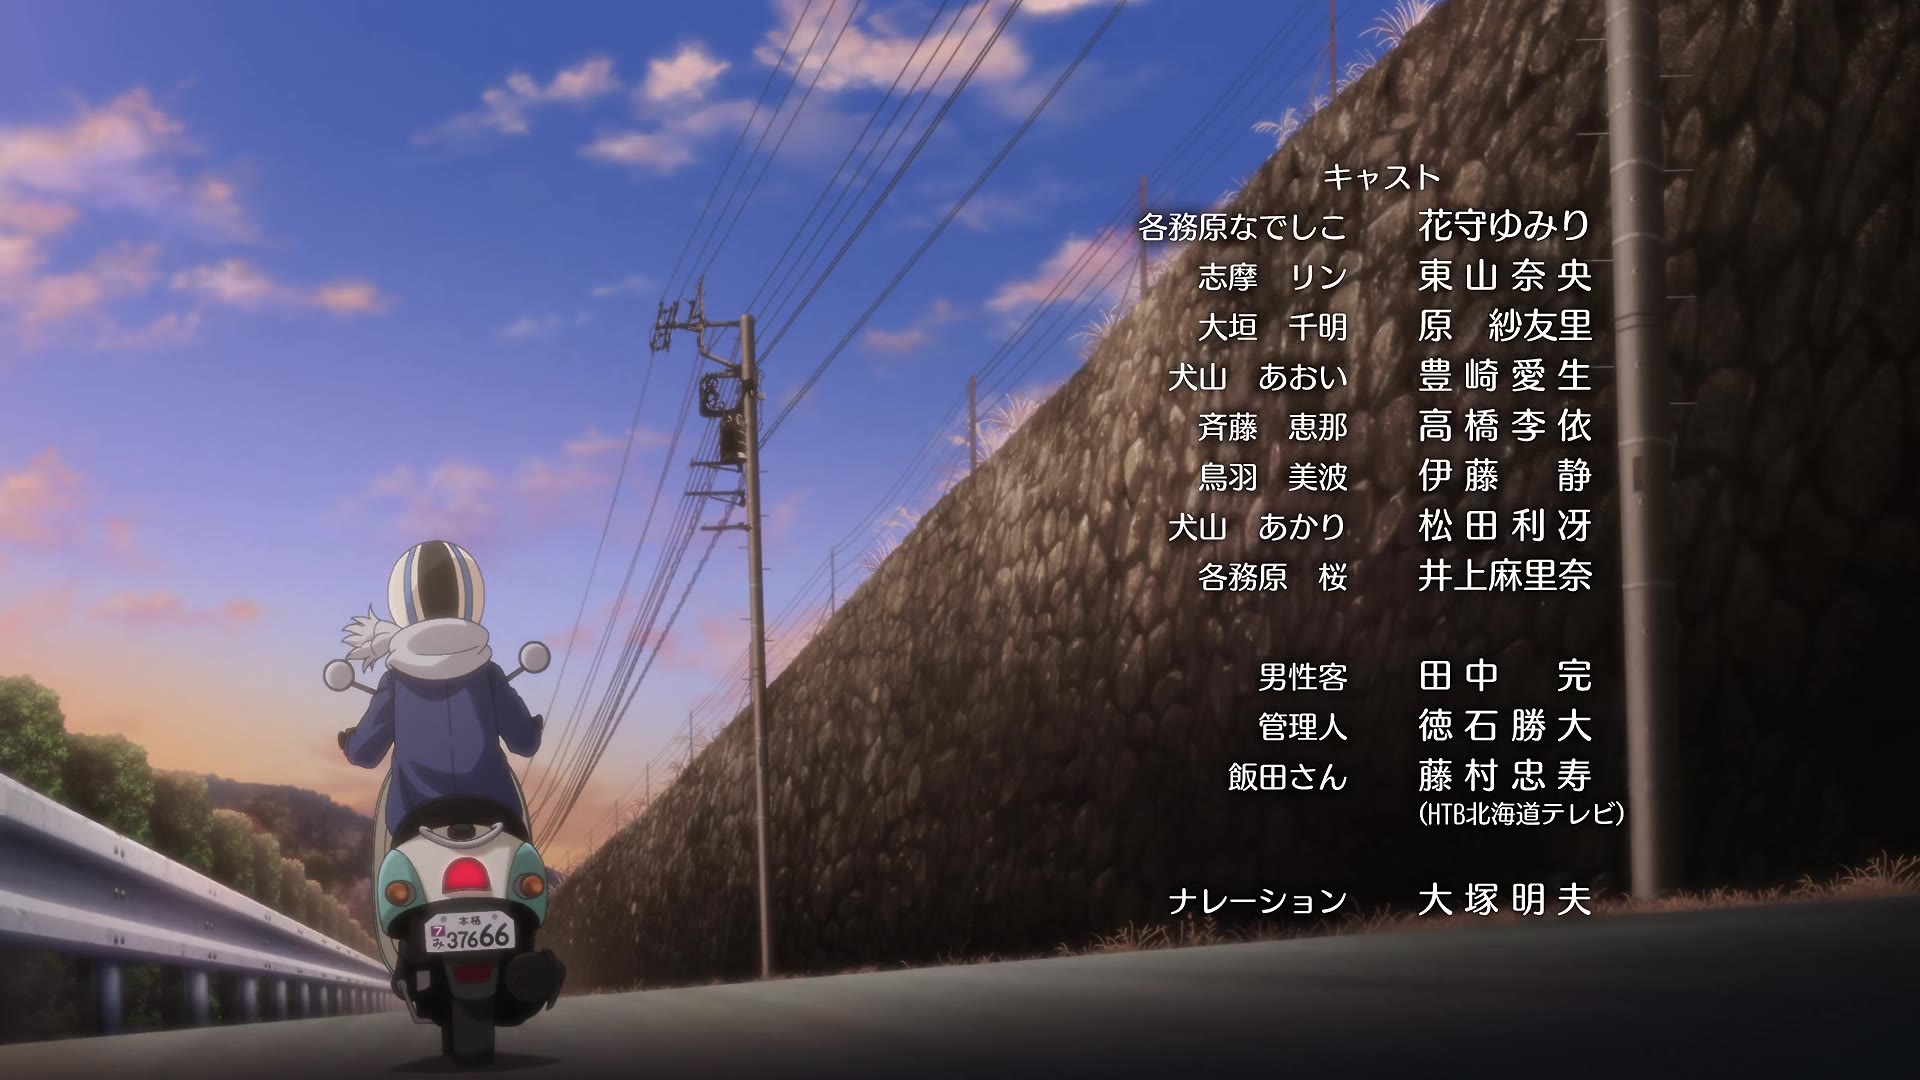 キャスト
各務原なでしこ 花守ゆみり
志摩 リン 東山奈央
大垣 千明 原 紗友里
犬山 あおい 豊崎愛生
斉藤 恵那 高橋李依
鳥羽 美波 伊藤 静
犬山 あかり 松田利冴
各務原 桜 井上麻里奈
男性客 田中 完
管理人 徳石勝大
飯田さん 藤村忠寿
(HTB北海道テレビ)
ナレーション 大塚明夫
本栖
7
み 37666